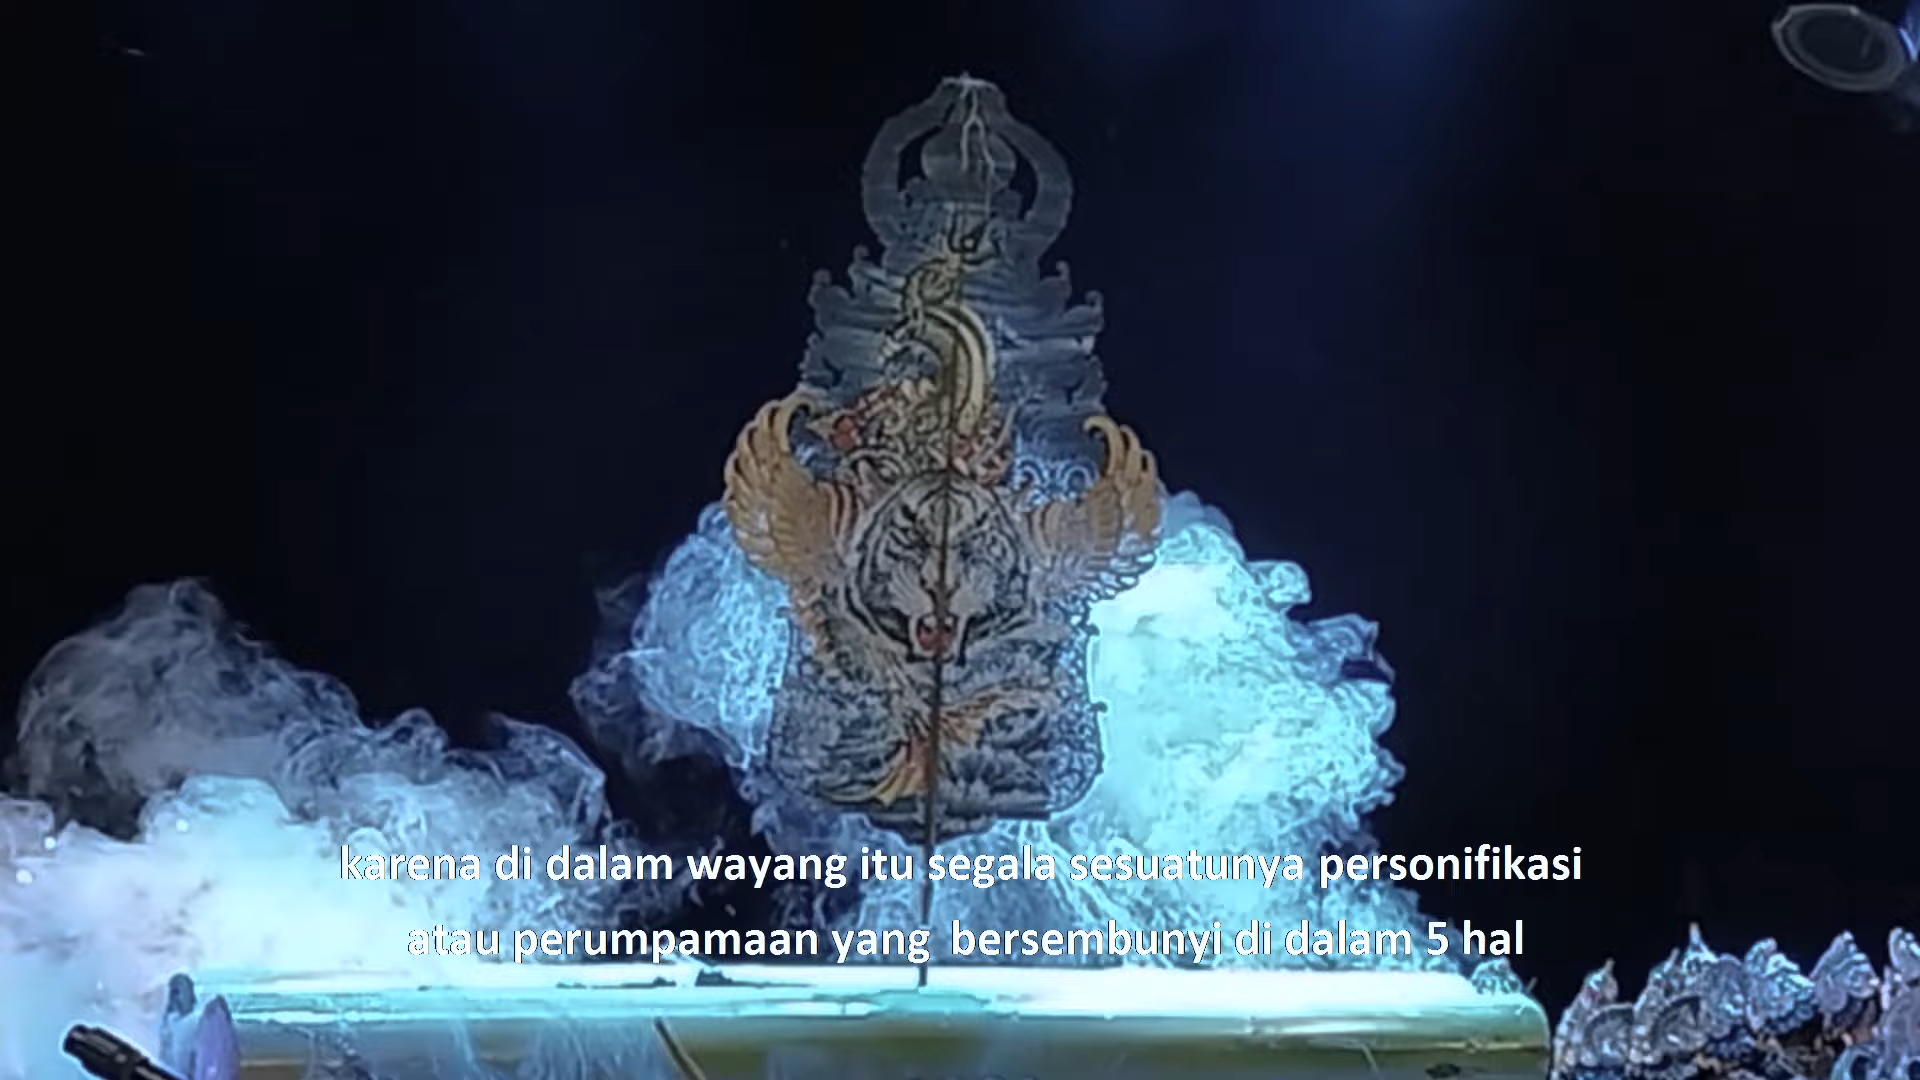 karena di dalam wayang itu segala sesuatunya personifikasi
atau perumpamaan yang bersembunyi di dalam 5 hal